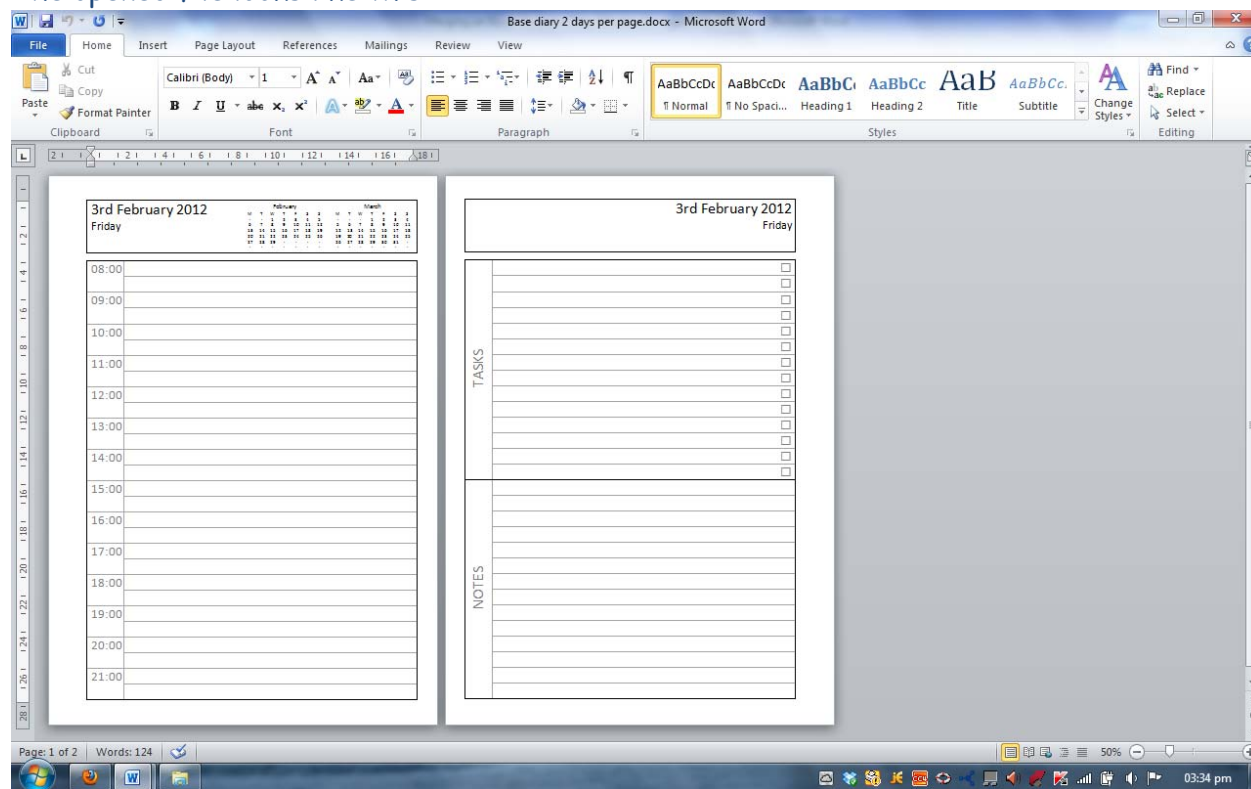 Base diary 2 days per page.docx - Microsoft Word
File Home Insert Page Layout References Mailings Review View
Paste
Cut
Copy
Format Painter
Clipboard
Calibri (Body) 1
Font
Paragraph
AaBbCcDc AaBbCcDc AaBbC AaBbCc AaB AaBbCc.
¶ Normal ¶ No Spaci... Heading 1 Heading 2 Title Subtitle
Change Styles
Styles
Find
Replace
Select
Editing
3rd February 2012
Friday
February March
08:00
09:00
10:00
11:00
12:00
13:00
14:00
15:00
16:00
17:00
18:00
19:00
20:00
21:00
3rd February 2012
Friday
TASKS
NOTES
Page: 1 of 2 Words: 124
50%
03:34 pm